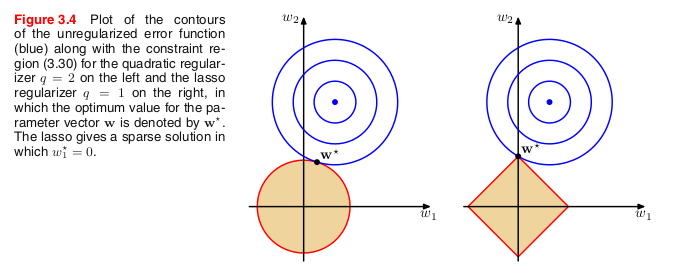 Figure 3.4 Plot of the contours
of the unregularized error function
(blue) along with the constraint re-
gion (3.30) for the quadratic regular-
izer q = 2 on the left and the lasso
regularizer q = 1 on the right, in
which the optimum value for the pa-
rameter vector w is denoted by w⋆.
The lasso gives a sparse solution in
which w₁⋆ = 0.
w₂
w⋆
w₁
w₂
w⋆
w₁